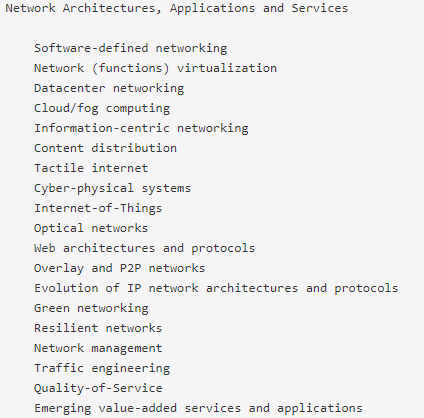 Network Architectures, Applications and Services
Software-defined networking
Network (functions) virtualization
Datacenter networking
Cloud/fog computing
Information-centric networking
Content distribution
Tactile internet
Cyber-physical systems
Internet-of-Things
Optical networks
Web architectures and protocols
Overlay and P2P networks
Evolution of IP network architectures and protocols
Green networking
Resilient networks
Network management
Traffic engineering
Quality-of-Service
Emerging value-added services and applications